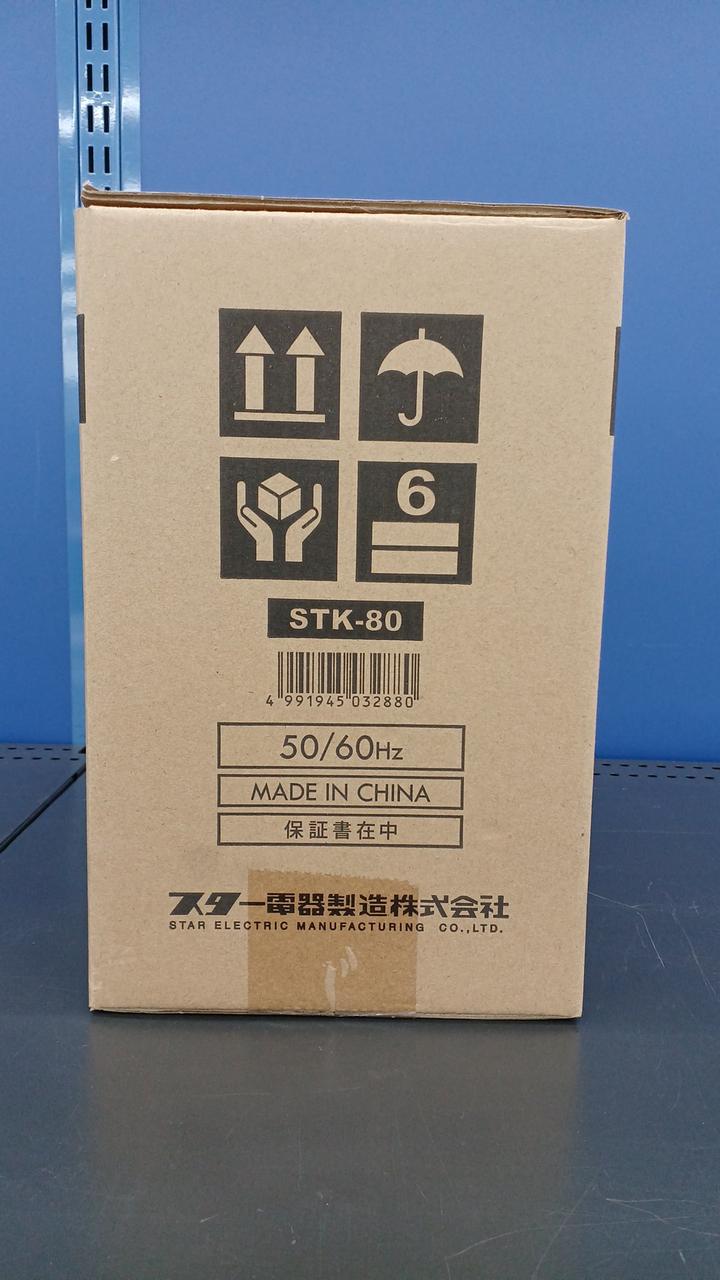 6
STK-80
4 991945 032880
50/60Hz
MADE IN CHINA
保証書在中
スター電器製造株式会社
STAR ELECTRIC MANUFACTURING CO.,LTD.